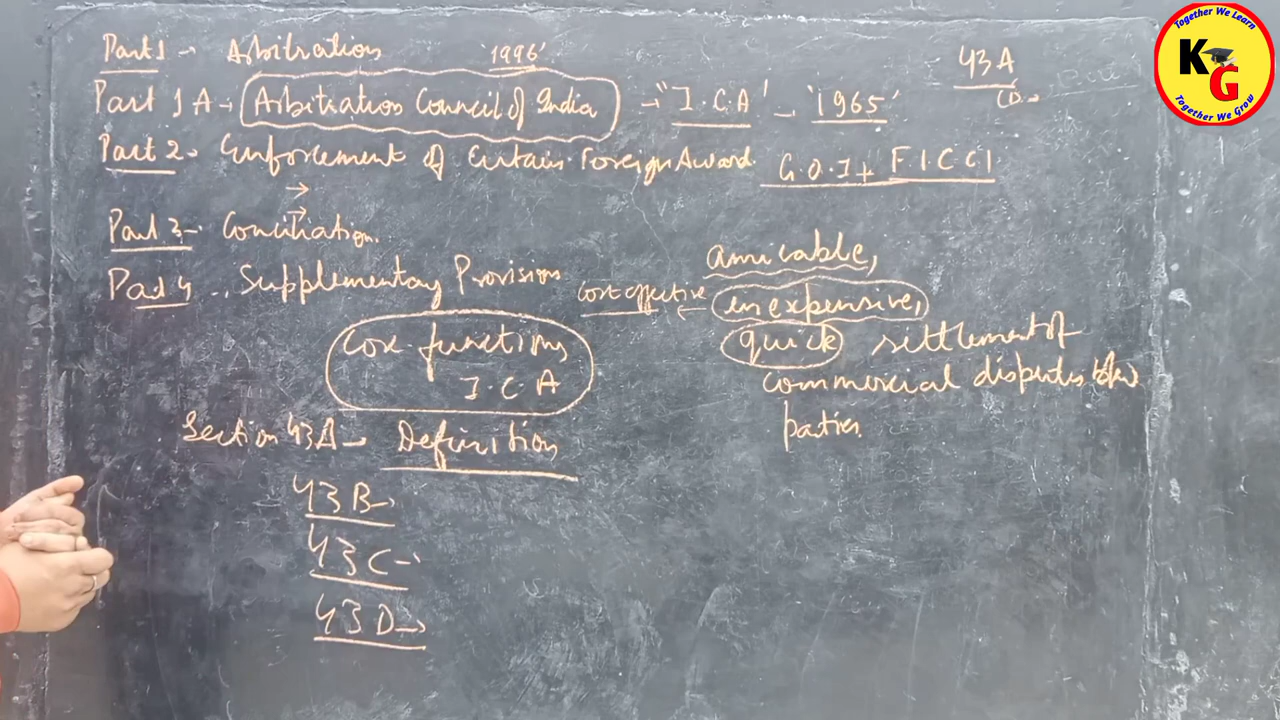 Part 1 → Arbitration '1996'
Part 1A → Arbitration Council of India → "I.C.A" – '1965'
43A
Part 2 - Enforcement of Certain Foreign Award. G.O.I + F.I.C.C.I
Part 3 → Conciliation.
Part 4 .. Supplementary Provision
amicable,
cost effective ← inexpensive,
quick settlement of
commercial disputes b/w
parties.
Core functions
I.C.A
Section 43A → Definition
43B →
43C →
43D →
Together We Learn
KG
Together We Grow